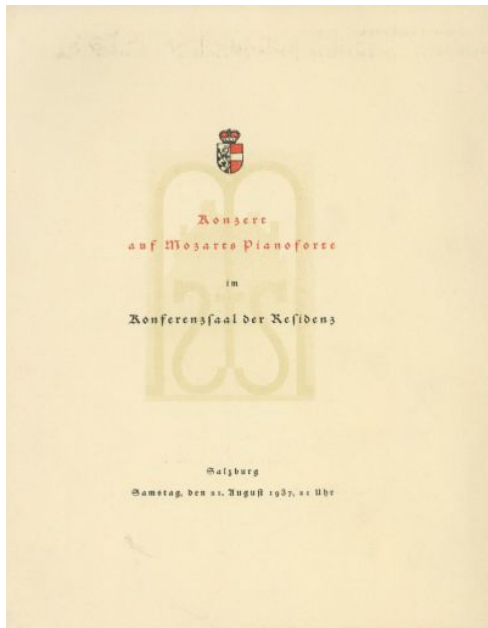 Konzert
auf Mozarts Pianoforte
im
Konferenzſaal der Reſidenz
Salzburg
Samstag, den 21. Auguſt 1937, 21 Uhr